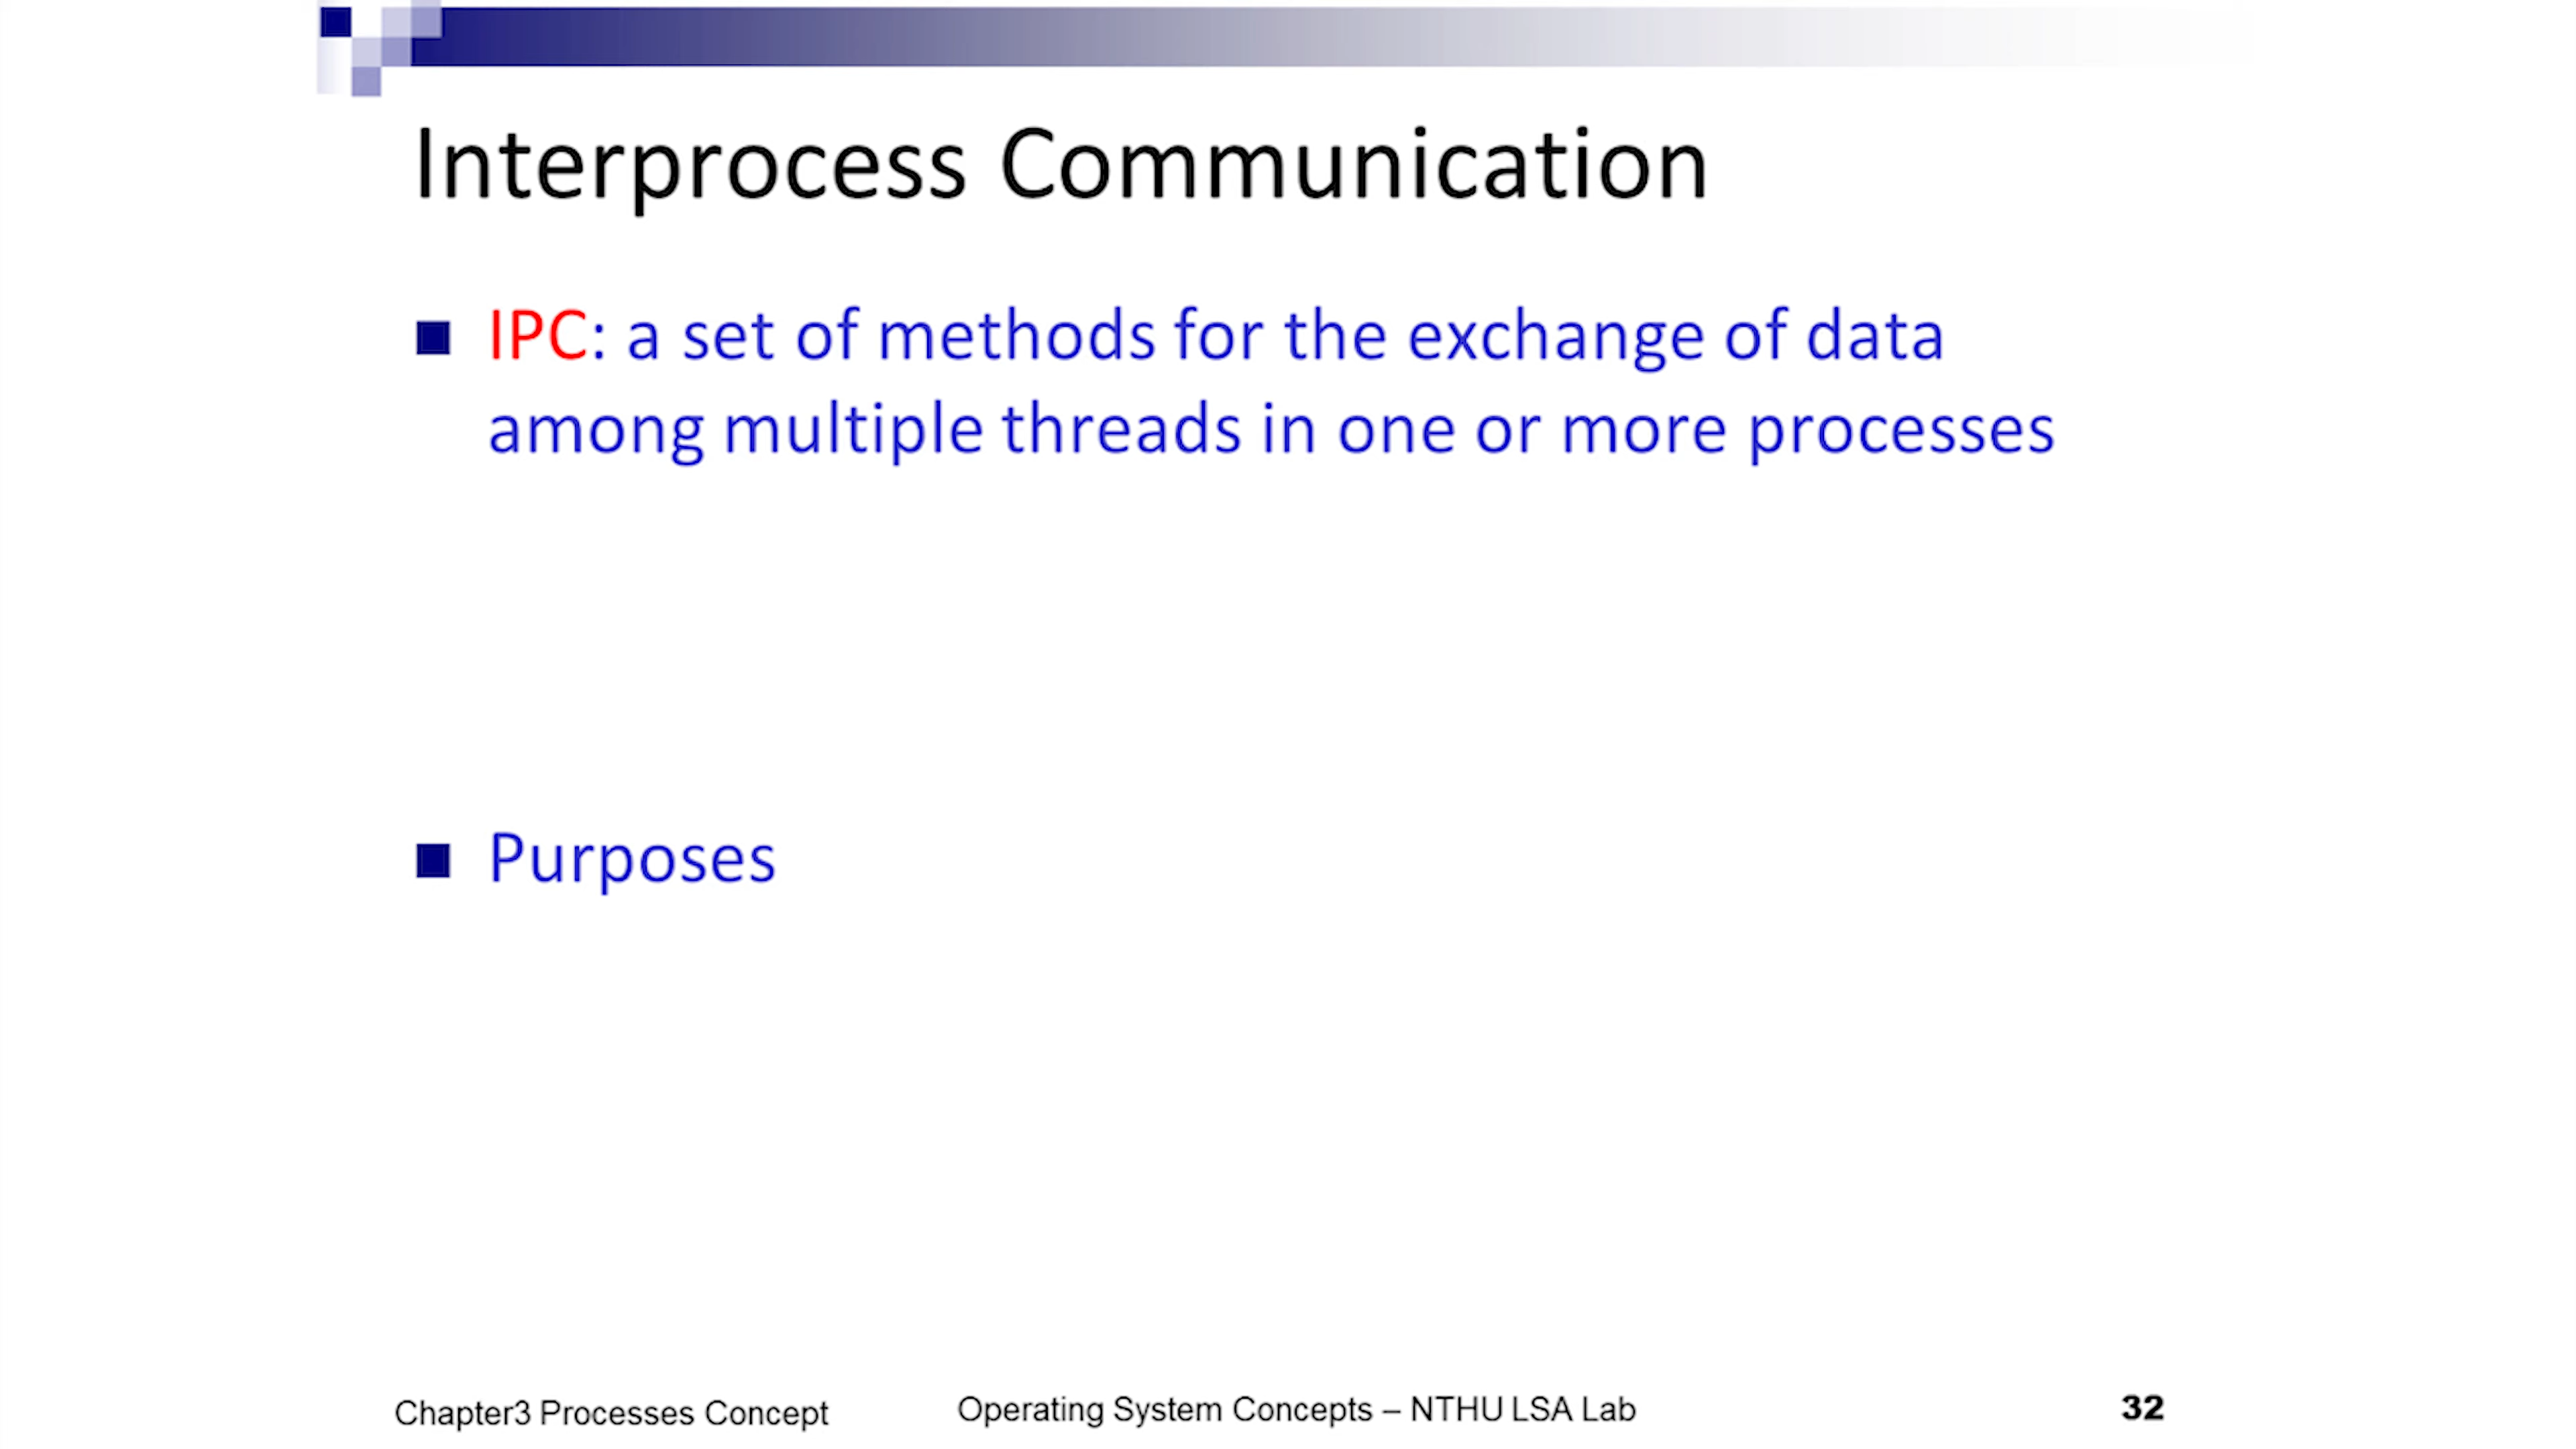 Interprocess Communication
IPC: a set of methods for the exchange of data
among multiple threads in one or more processes
Purposes
Chapter3 Processes Concept
Operating System Concepts – NTHU LSA Lab
32